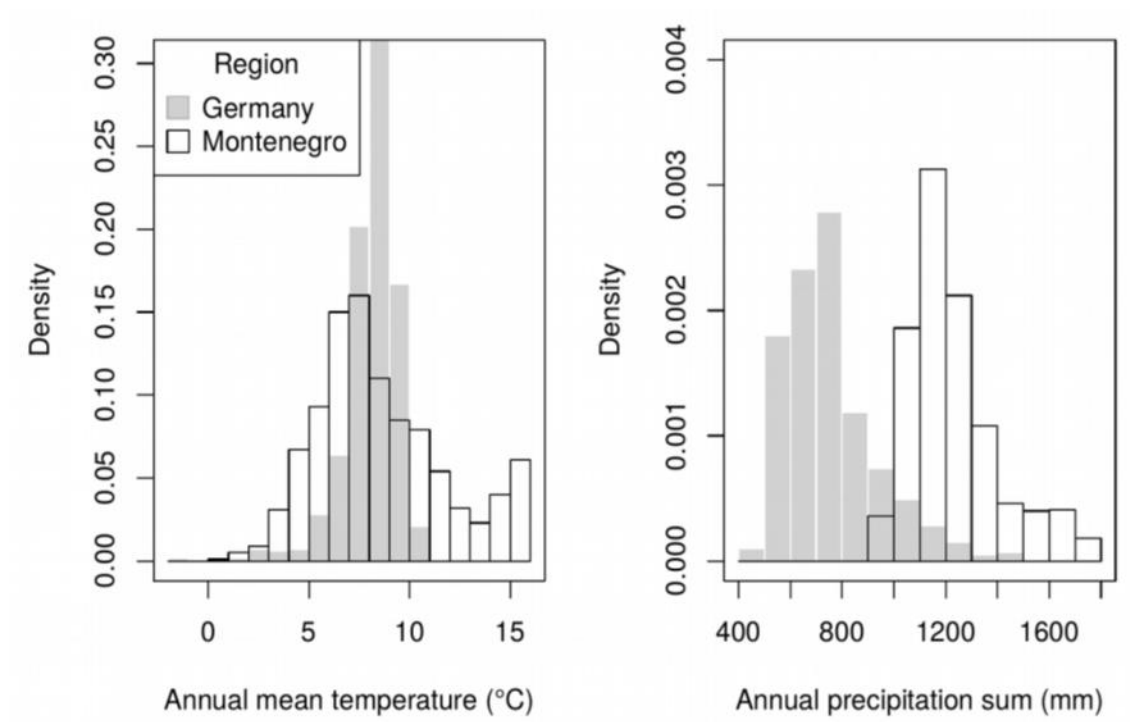 Region
Germany
Montenegro
Density
0.00 0.05 0.10 0.15 0.20 0.25 0.30
0 5 10 15
Annual mean temperature (°C)
Density
0.000 0.001 0.002 0.003 0.004
400 800 1200 1600
Annual precipitation sum (mm)